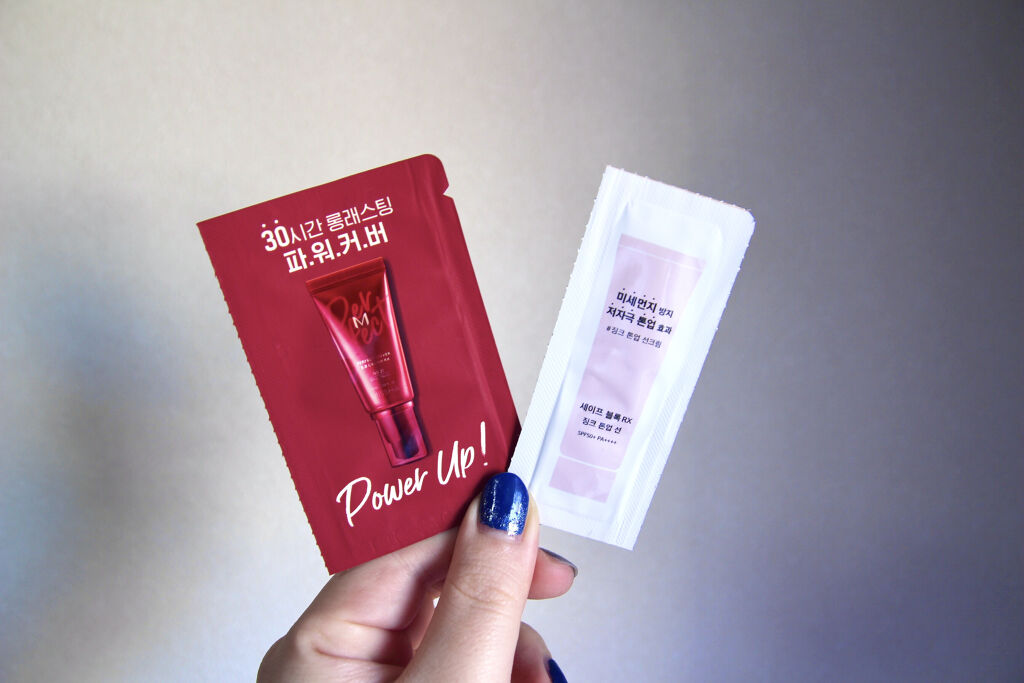 30시간 롱래스팅
파.워.커.버
M
Power Up!
미세먼지 방지
저자극 톤업 효과
#징크 톤업 선크림
세이프 블록 RX
징크 톤업 선
SPF50+ PA++++